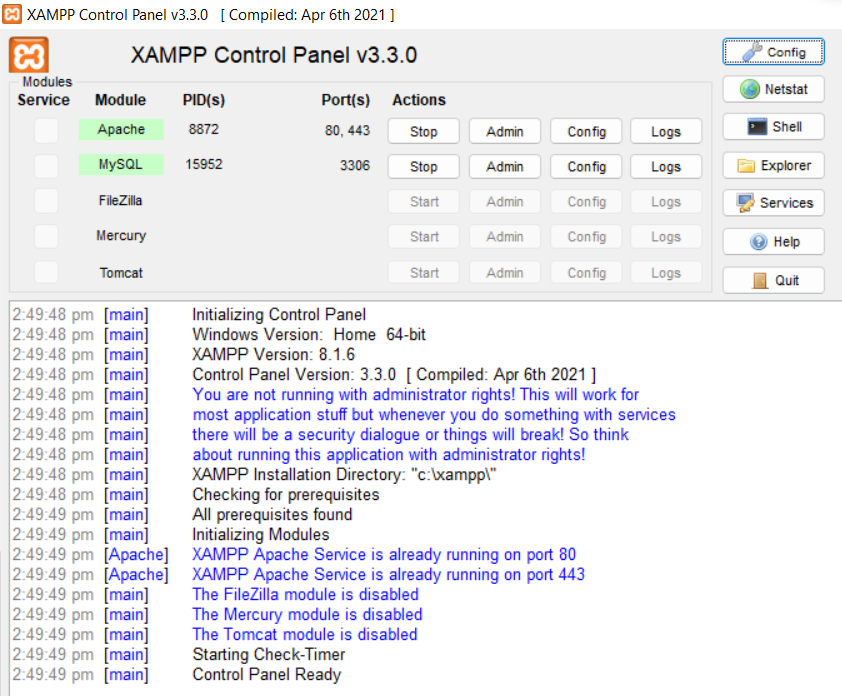 XAMPP Control Panel v3.3.0 [ Compiled: Apr 6th 2021 ]
XAMPP Control Panel v3.3.0
Config
Modules
Service Module PID(s) Port(s) Actions
Netstat
Apache 8872 80, 443 Stop Admin Config Logs
Shell
MySQL 15952 3306 Stop Admin Config Logs
Explorer
FileZilla Start Admin Config Logs
Services
Mercury Start Admin Config Logs
Help
Tomcat Start Admin Config Logs
Quit
2:49:48 pm [main] Initializing Control Panel
2:49:48 pm [main] Windows Version: Home 64-bit
2:49:48 pm [main] XAMPP Version: 8.1.6
2:49:48 pm [main] Control Panel Version: 3.3.0 [ Compiled: Apr 6th 2021 ]
2:49:48 pm [main] You are not running with administrator rights! This will work for
2:49:48 pm [main] most application stuff but whenever you do something with services
2:49:48 pm [main] there will be a security dialogue or things will break! So think
2:49:48 pm [main] about running this application with administrator rights!
2:49:48 pm [main] XAMPP Installation Directory: "c:\xampp\"
2:49:48 pm [main] Checking for prerequisites
2:49:49 pm [main] All prerequisites found
2:49:49 pm [main] Initializing Modules
2:49:49 pm [Apache] XAMPP Apache Service is already running on port 80
2:49:49 pm [Apache] XAMPP Apache Service is already running on port 443
2:49:49 pm [main] The FileZilla module is disabled
2:49:49 pm [main] The Mercury module is disabled
2:49:49 pm [main] The Tomcat module is disabled
2:49:49 pm [main] Starting Check-Timer
2:49:49 pm [main] Control Panel Ready